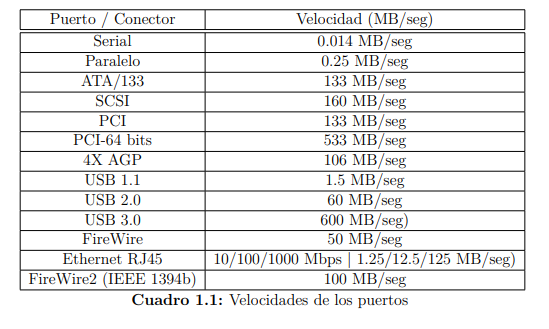 Puerto / Conector Velocidad (MB/seg)
Serial 0.014 MB/seg
Paralelo 0.25 MB/seg
ATA/133 133 MB/seg
SCSI 160 MB/seg
PCI 133 MB/seg
PCI-64 bits 533 MB/seg
4X AGP 106 MB/seg
USB 1.1 1.5 MB/seg
USB 2.0 60 MB/seg
USB 3.0 600 MB/seg)
FireWire 50 MB/seg
Ethernet RJ45 10/100/1000 Mbps | 1.25/12.5/125 MB/seg)
FireWire2 (IEEE 1394b) 100 MB/seg
Cuadro 1.1: Velocidades de los puertos